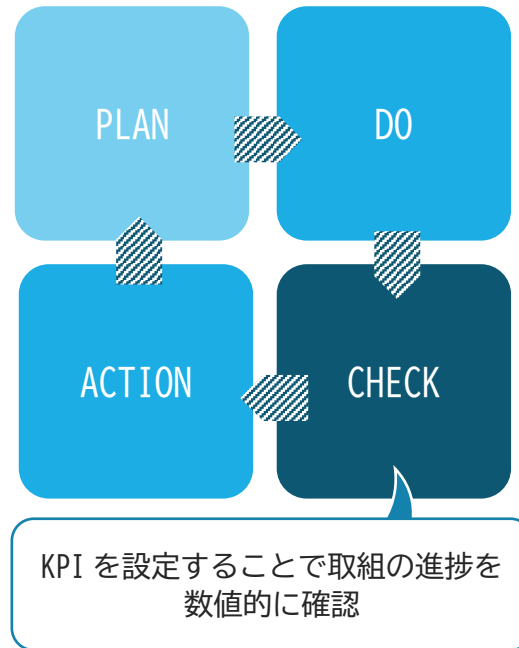 PLAN
DO
ACTION
CHECK
KPI を設定することで取組の進捗を
数値的に確認